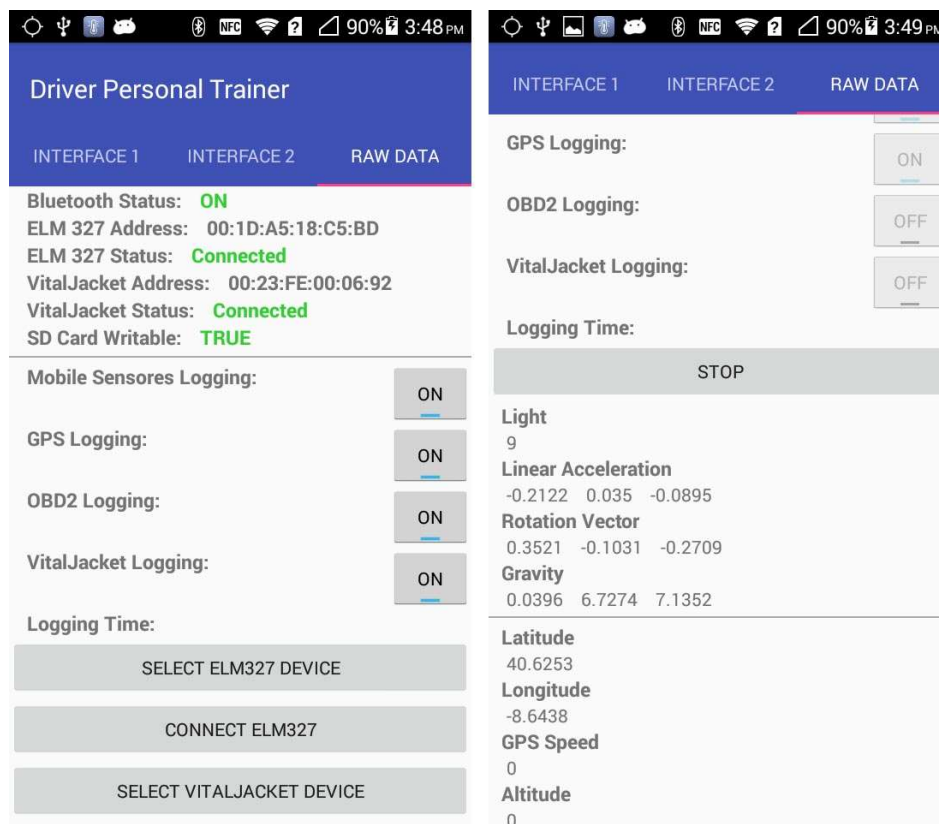 NFC ? 90% 3:48 PM
Driver Personal Trainer
INTERFACE 1 INTERFACE 2 RAW DATA
Bluetooth Status: ON
ELM 327 Address: 00:1D:A5:18:C5:BD
ELM 327 Status: Connected
VitalJacket Address: 00:23:FE:00:06:92
VitalJacket Status: Connected
SD Card Writable: TRUE
Mobile Sensores Logging: ON
GPS Logging: ON
OBD2 Logging: ON
VitalJacket Logging: ON
Logging Time:
SELECT ELM327 DEVICE
CONNECT ELM327
SELECT VITALJACKET DEVICE
NFC ? 90% 3:49 PM
INTERFACE 1 INTERFACE 2 RAW DATA
GPS Logging: ON
OBD2 Logging: OFF
VitalJacket Logging: OFF
Logging Time:
STOP
Light
9
Linear Acceleration
-0.2122 0.035 -0.0895
Rotation Vector
0.3521 -0.1031 -0.2709
Gravity
0.0396 6.7274 7.1352
Latitude
40.6253
Longitude
-8.6438
GPS Speed
0
Altitude
0